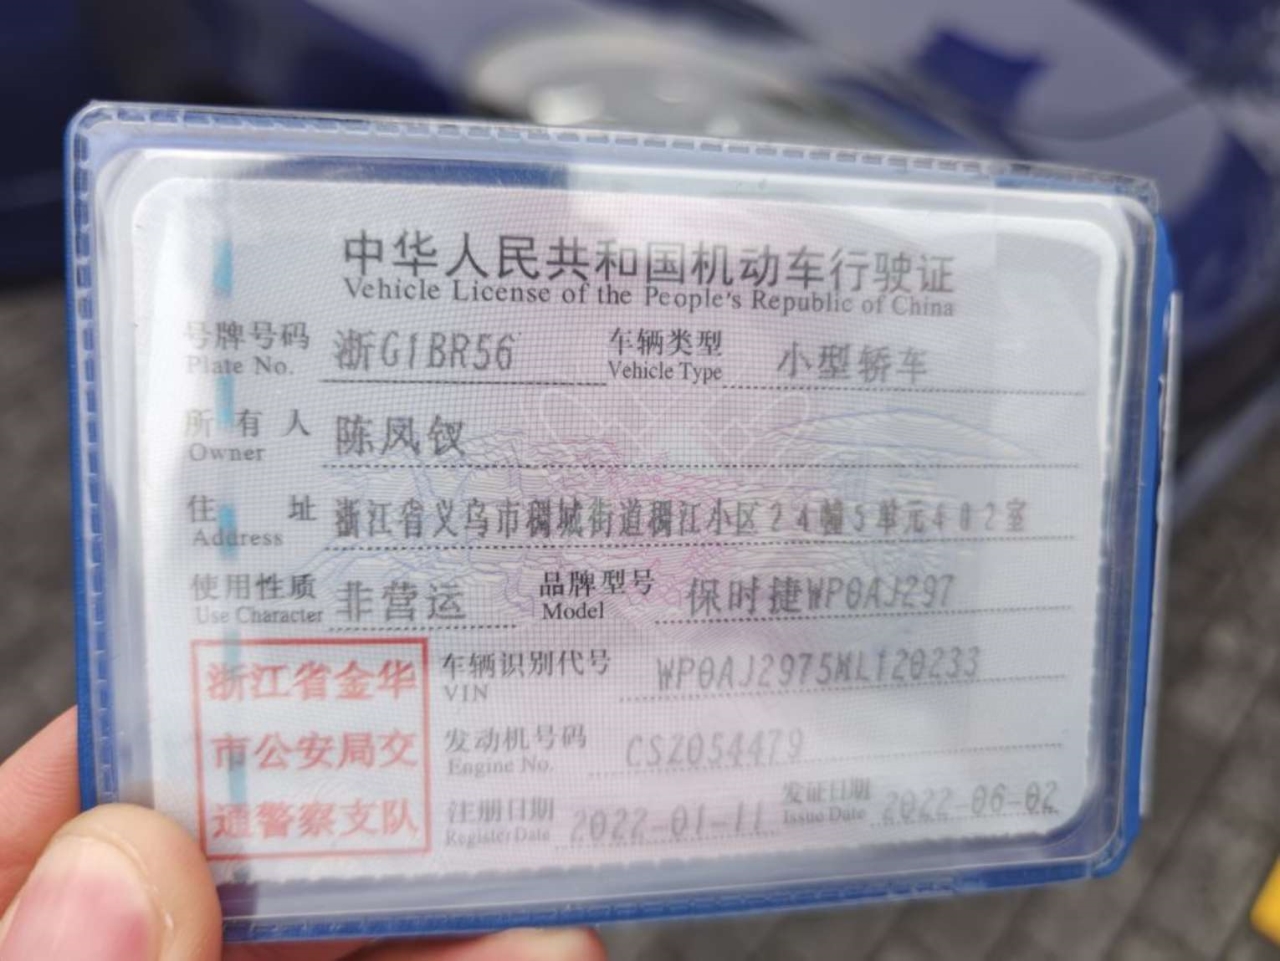 中华人民共和国机动车行驶证
Vehicle License of the People's Republic of China
号牌号码 浙G1BR56 车辆类型 小型轿车
Plate No. Vehicle Type
所有人 陈凤钗
Owner
住址 浙江省义乌市稠城街道稠江小区24幢5单元402室
Address
使用性质 非营运 品牌型号 保时捷WP0AJ297
Use Character Model
浙江省金华
市公安局交
通警察支队
车辆识别代号 WP0AJ2975ML120233
VIN
发动机号码 CSZ054479
Engine No.
注册日期 2022-01-11 发证日期 2022-06-02
Register Date Issue Date